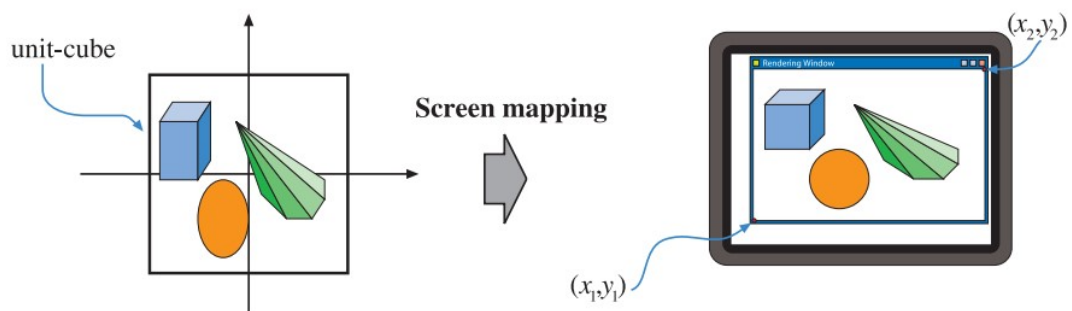 unit-cube
Screen mapping
(x₂,y₂)
Rendering Window
(x₁,y₁)